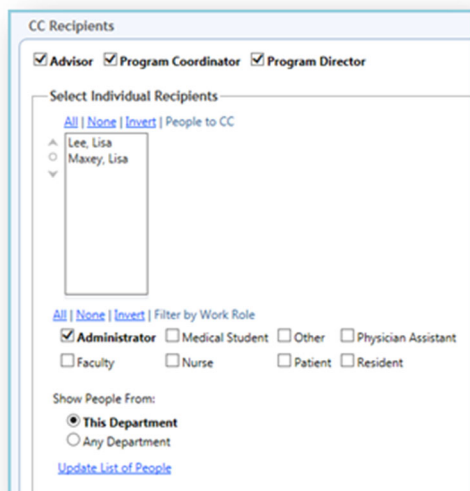 CC Recipients
Advisor Program Coordinator Program Director
Select Individual Recipients
All | None | Invert | People to CC
Lee, Lisa
Maxey, Lisa
All | None | Invert | Filter by Work Role
Administrator Medical Student Other Physician Assistant
Faculty Nurse Patient Resident
Show People From:
This Department
Any Department
Update List of People